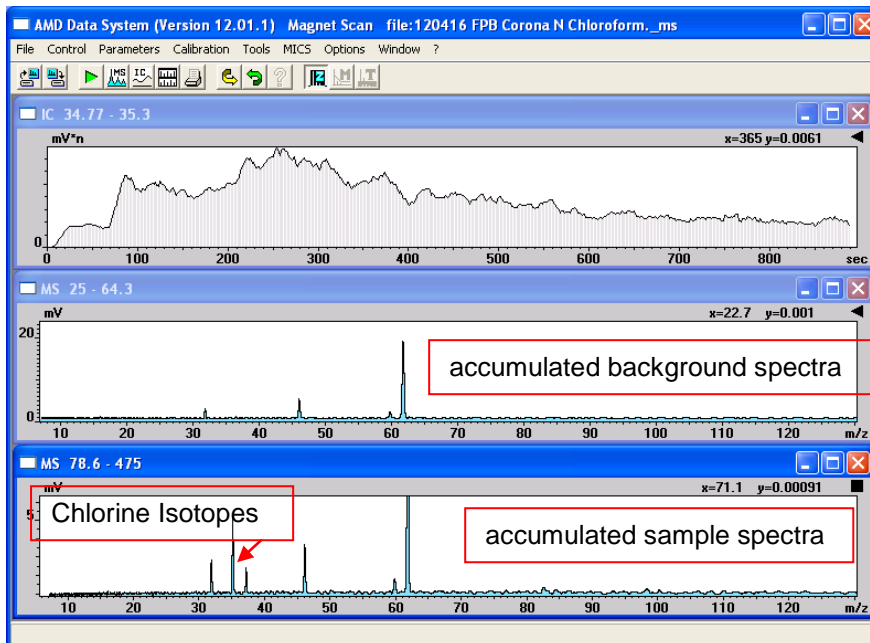 AMD Data System (Version 12.01.1) Magnet Scan file:120416 FPB Corona N Chloroform._ms
File Control Parameters Calibration Tools MICS Options Window ?
MS IC
IC 34.77 - 35.3
mV*n x=365 y=0.0061
0
0 100 200 300 400 500 600 700 800 sec
MS 25 - 64.3
mV x=22.7 y=0.001
20
accumulated background spectra
0
10 20 30 40 50 60 70 80 90 100 110 120 m/z
MS 78.6 - 475
mV x=71.1 y=0.00091
5
Chlorine Isotopes
accumulated sample spectra
10 20 30 40 50 60 70 80 90 100 110 120 m/z